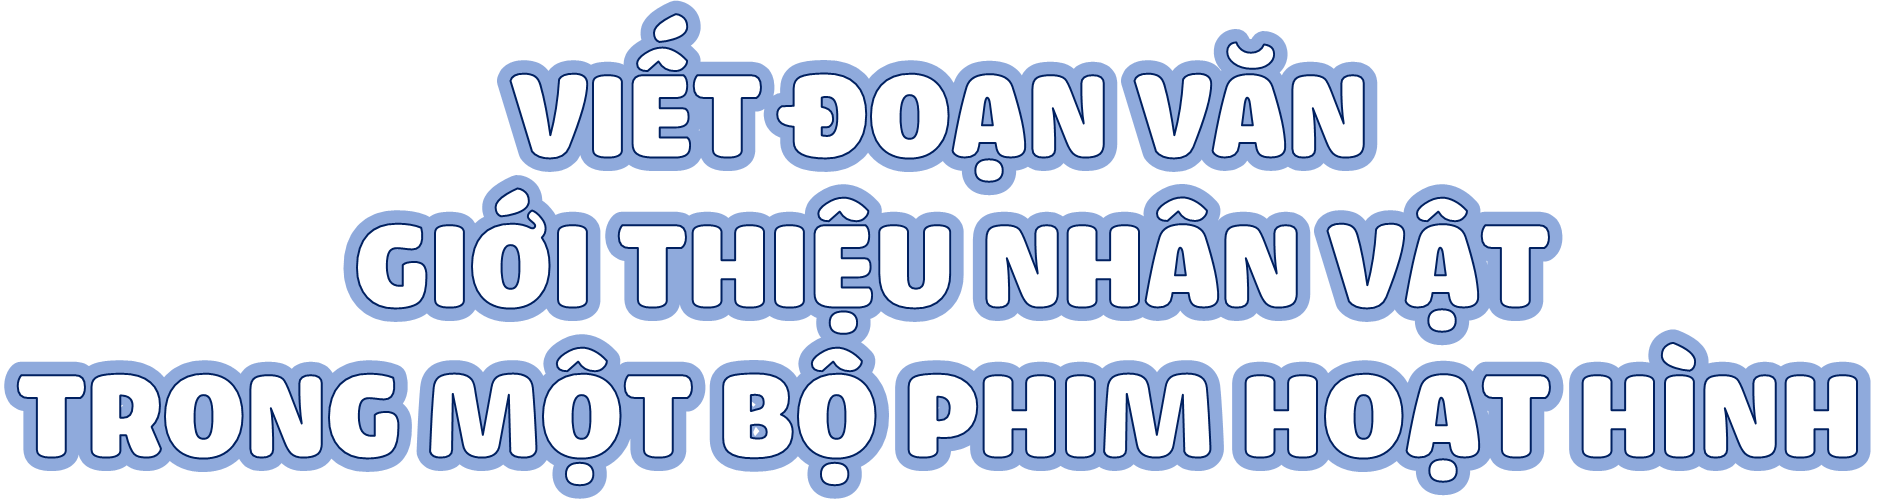 VIẾT ĐOẠN VĂN
GIỚI THIỆU NHÂN VẬT
TRONG MỘT BỘ PHIM HOẠT HÌNH